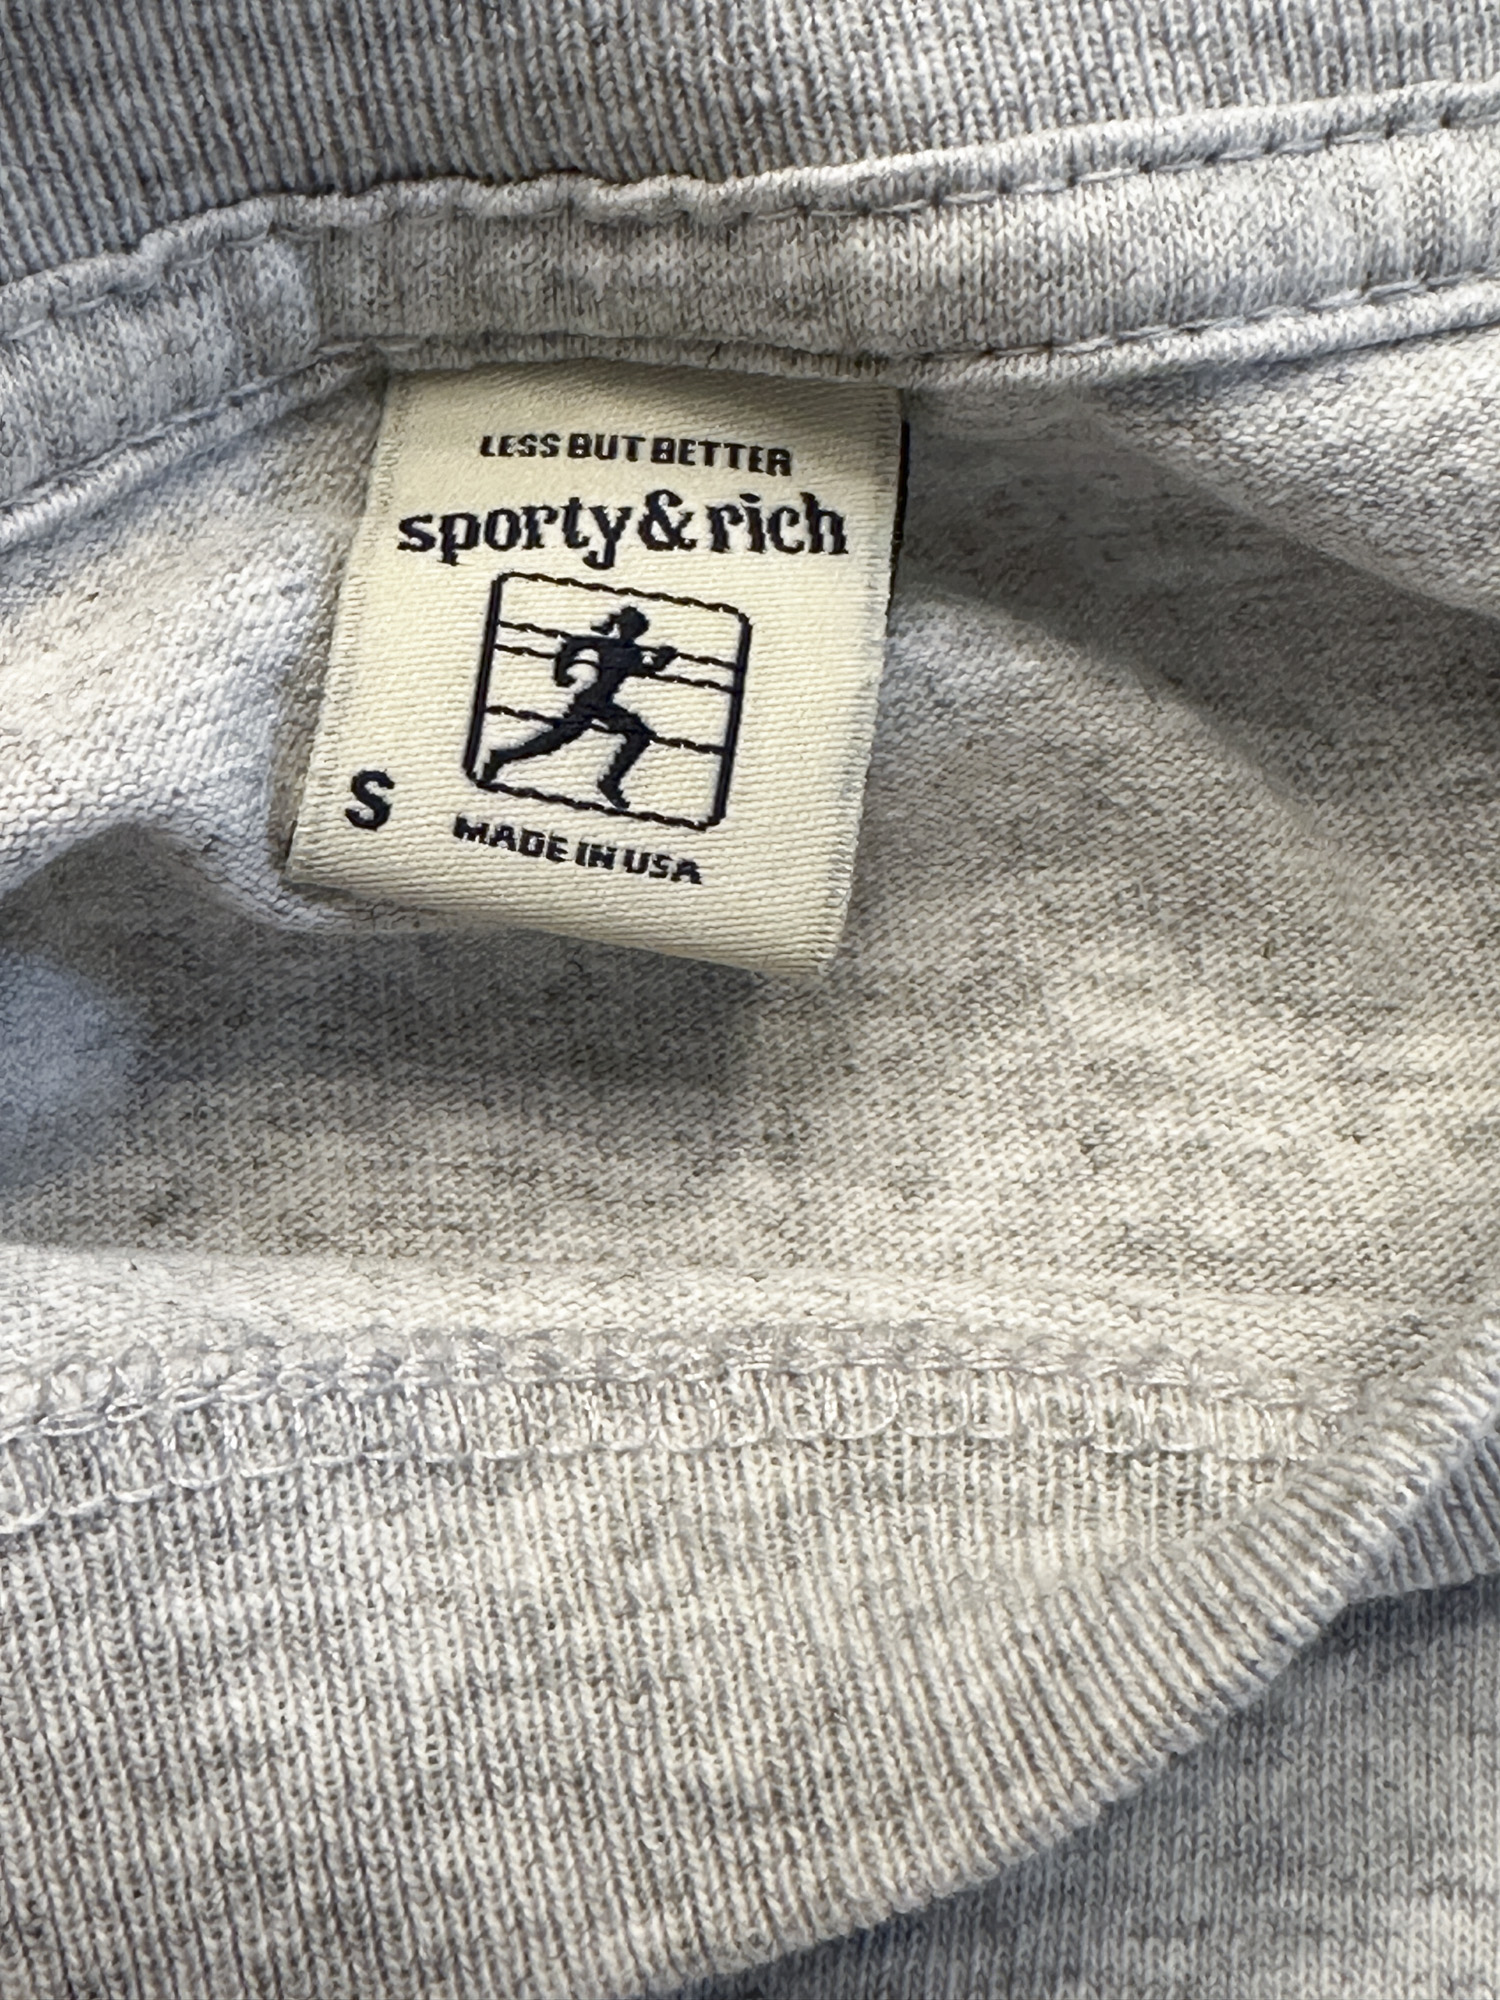 LESS BUT BETTER
sporty & rich
S
MADE IN USA